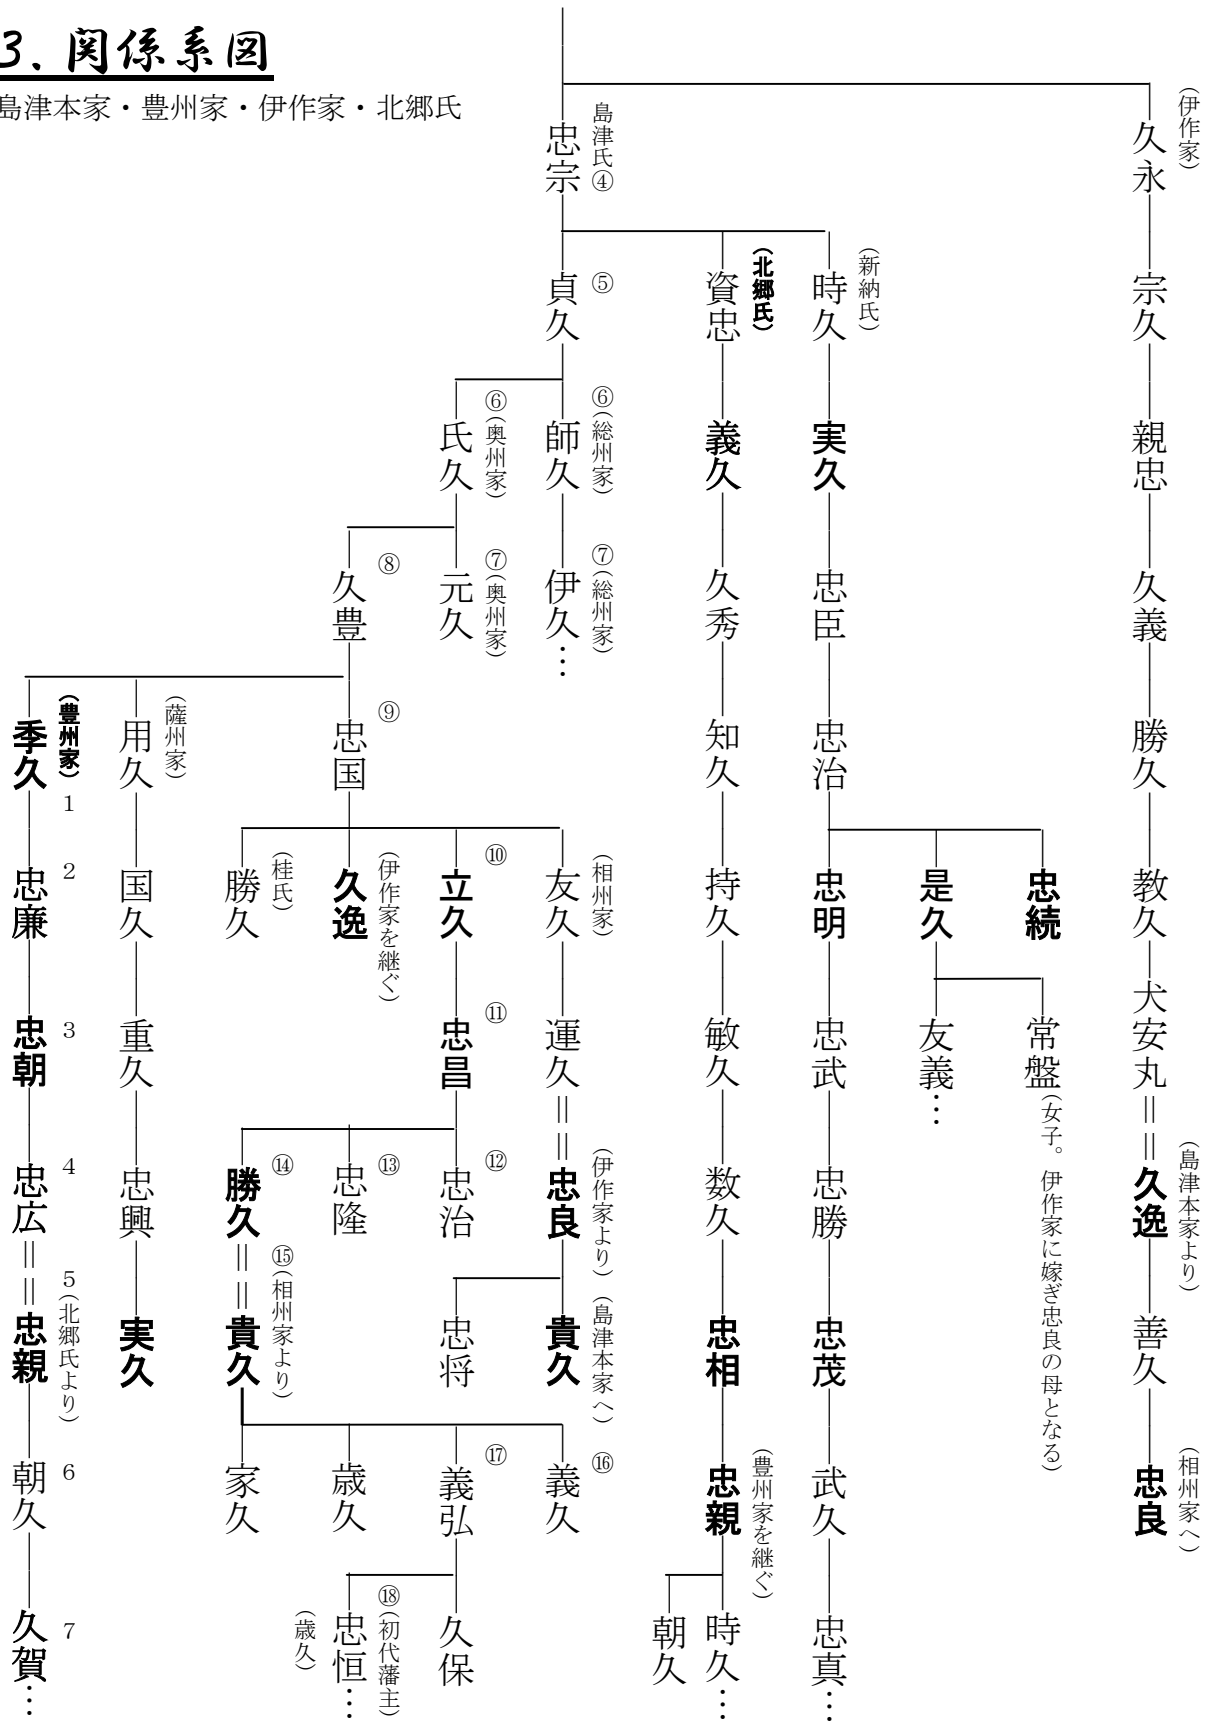 3．関係系図
島津本家・豊州家・伊作家・北郷氏
（伊作家）
久永
宗久
親忠
久義
勝久
教久
犬安丸
＝＝
久逸
（島津本家より）
善久
忠良
（相州家へ）
島津氏④
忠宗
（新納氏）
時久
実久
忠臣
忠治
忠続
是久
忠明
常盤
（女子。伊作家に嫁ぎ忠良の母となる）
友義…
忠武
忠勝
忠茂
武久
忠真…
（北郷氏）
資忠
義久
久秀
知久
持久
敏久
数久
忠相
忠親
（豊州家を継ぐ）
時久…
朝久
⑤
貞久
⑥（総州家）
師久
⑦（総州家）
伊久…
⑥（奥州家）
氏久
⑦（奥州家）
元久
⑧
久豊
⑨
忠国
（相州家）
友久
運久
＝＝
忠良
（伊作家より）
貴久
（島津本家へ）
忠将
⑩
立久
⑪
忠昌
⑫
忠治
⑬
忠隆
⑭
勝久
＝＝
⑮（相州家より）
貴久
⑯
義久
⑰
義弘
歳久
家久
久保
⑱（初代藩主）
忠恒…
（歳久）
（伊作家を継ぐ）
久逸
（桂氏）
勝久
（薩州家）
用久
国久
重久
忠興
実久
（豊州家）
季久
1
忠廉
2
忠朝
3
忠広
4
＝＝
忠親
5（北郷氏より）
朝久
6
久賀…
7